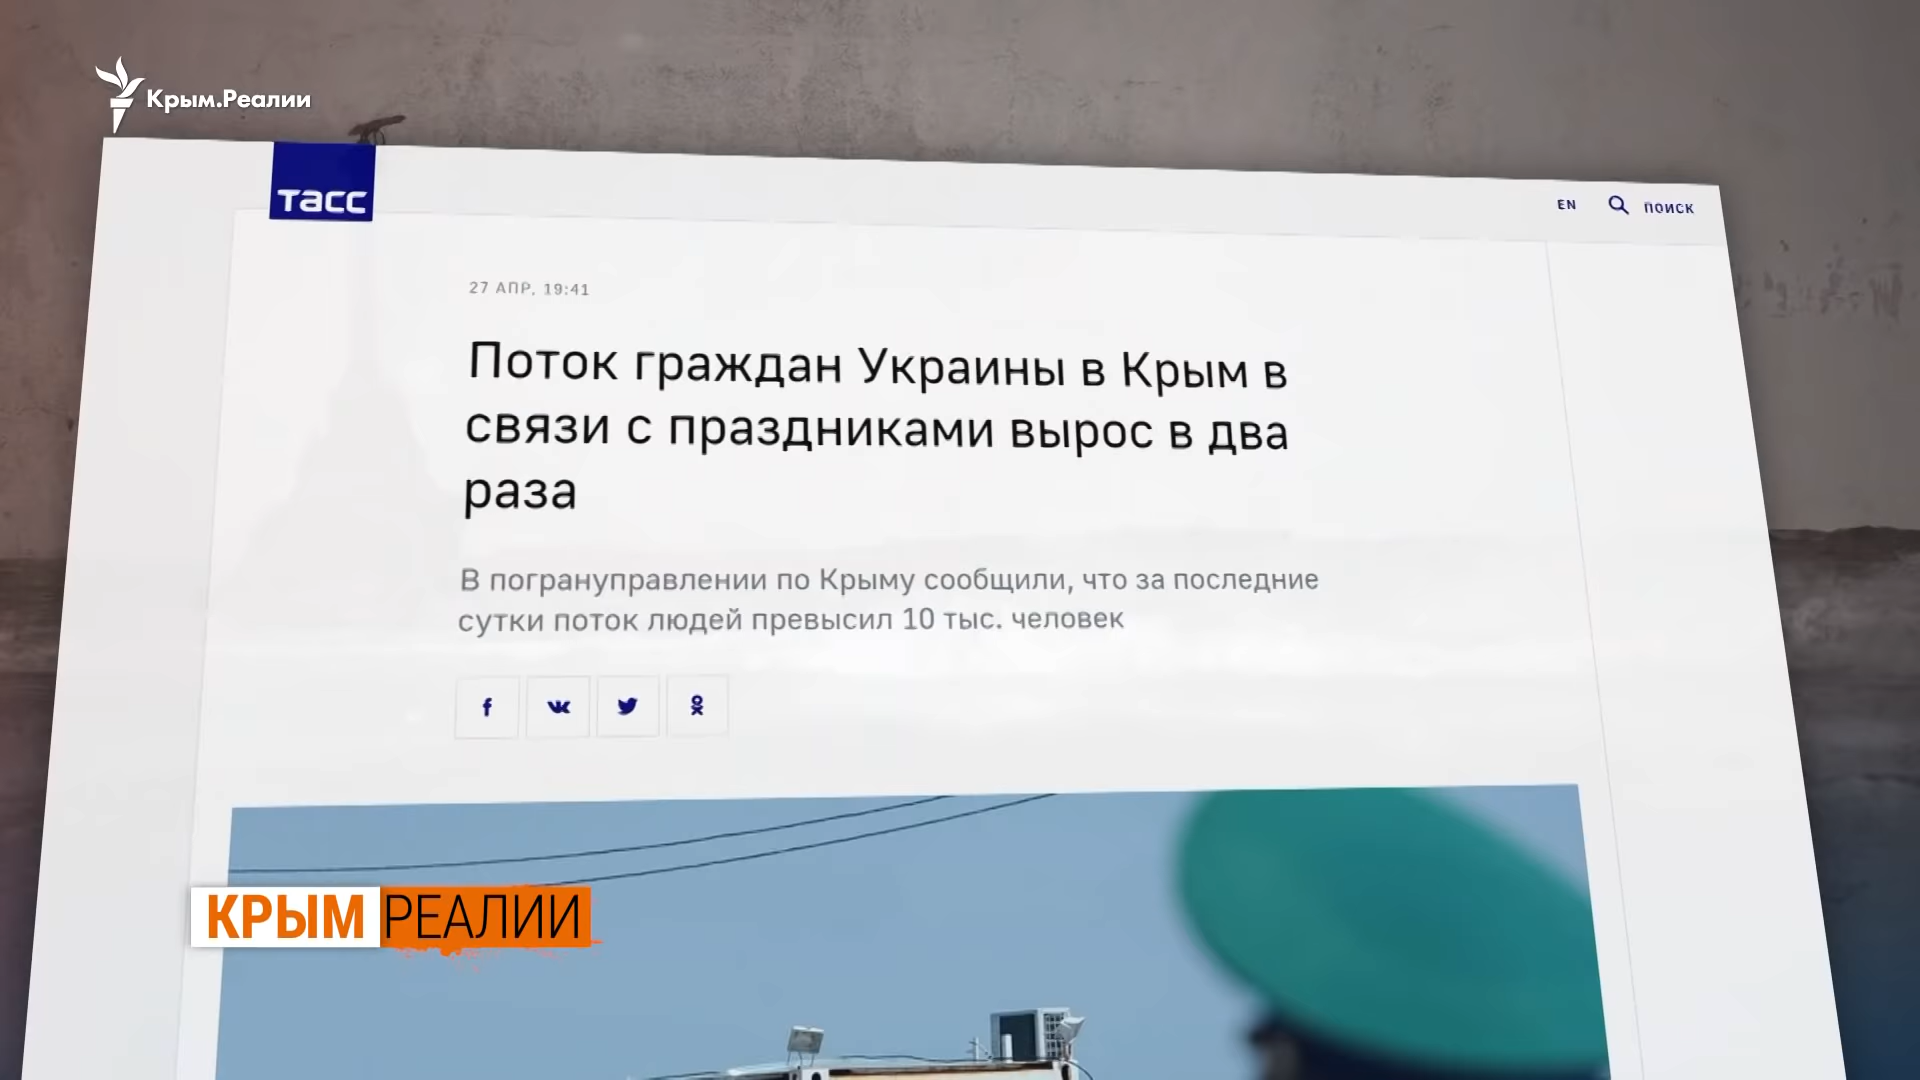 Крым.Реалии
тасс
EN
ПОИСК
27 АПР, 19:41
Поток граждан Украины в Крым в
связи с праздниками вырос в два
раза
В погрануправлении по Крыму сообщили, что за последние
сутки поток людей превысил 10 тыс. человек
КРЫМ РЕАЛИИ